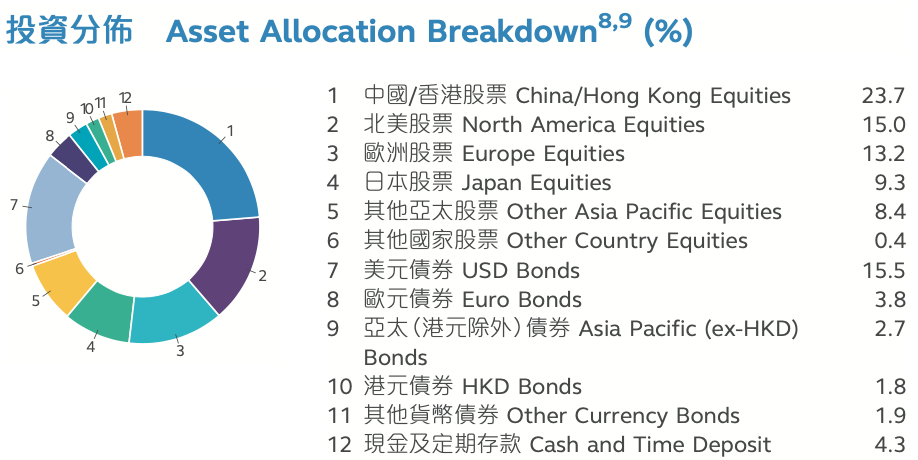 投資分佈 Asset Allocation Breakdown8,9 (%)
1 中國/香港股票 China/Hong Kong Equities 23.7
2 北美股票 North America Equities 15.0
3 歐洲股票 Europe Equities 13.2
4 日本股票 Japan Equities 9.3
5 其他亞太股票 Other Asia Pacific Equities 8.4
6 其他國家股票 Other Country Equities 0.4
7 美元債券 USD Bonds 15.5
8 歐元債券 Euro Bonds 3.8
9 亞太（港元除外）債券 Asia Pacific (ex-HKD) 2.7
Bonds
10 港元債券 HKD Bonds 1.8
11 其他貨幣債券 Other Currency Bonds 1.9
12 現金及定期存款 Cash and Time Deposit 4.3
1
2
3
4
5
6
7
8
9
10
11
12